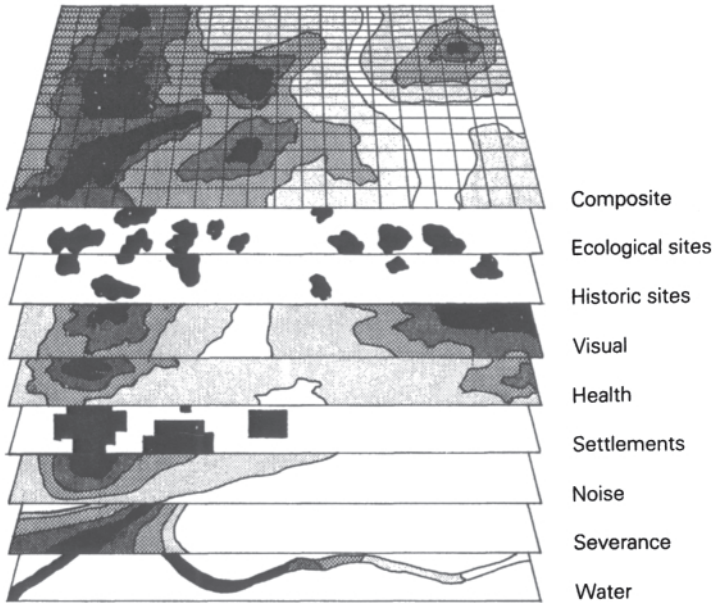 Composite
Ecological sites
Historic sites
Visual
Health
Settlements
Noise
Severance
Water